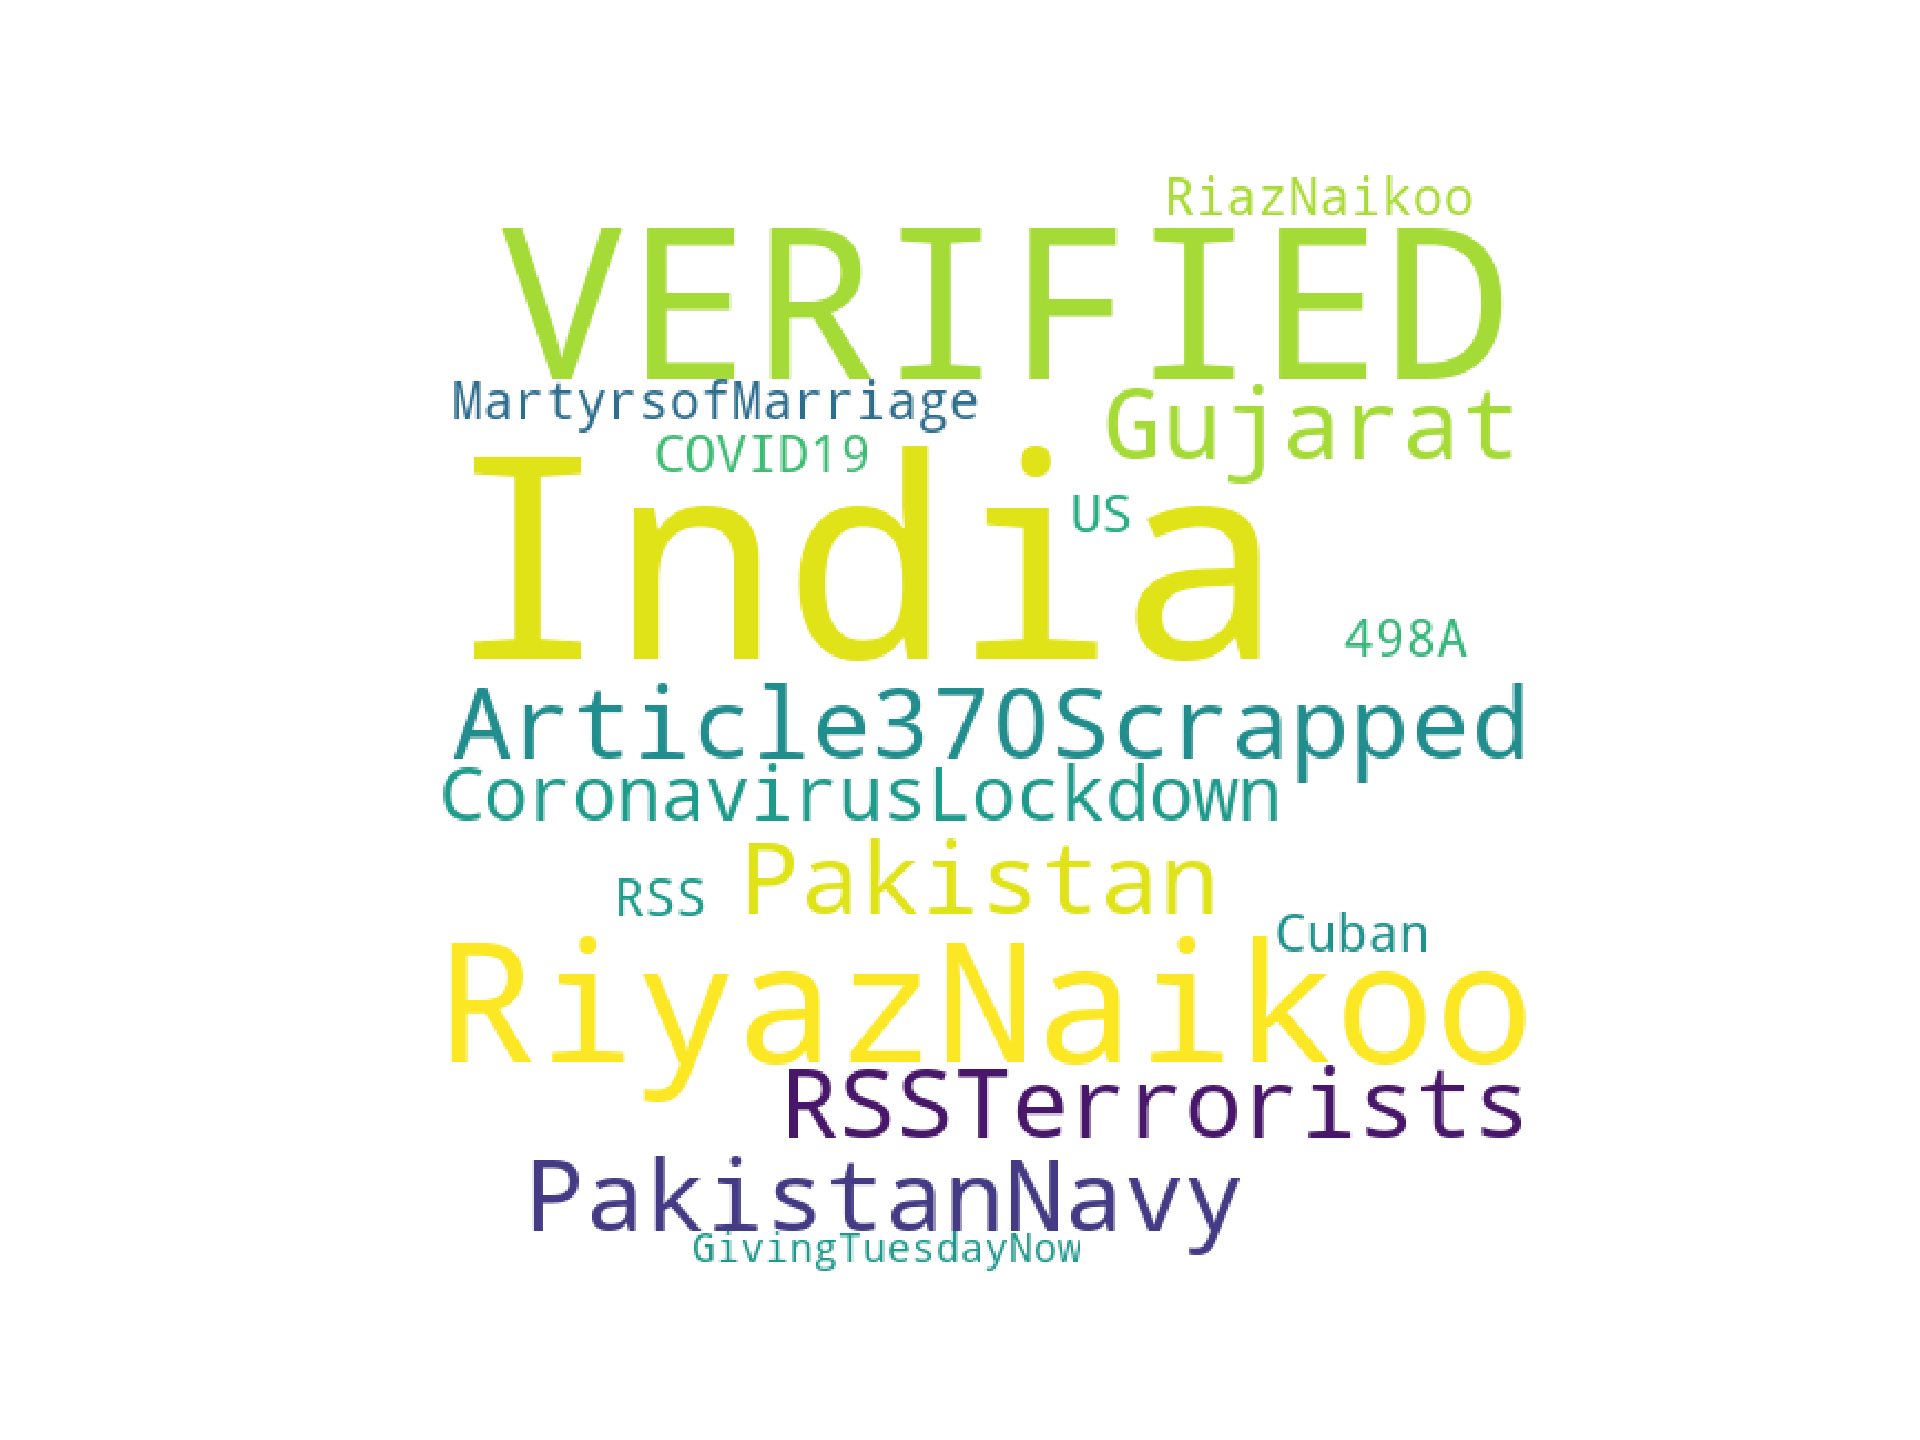 RiazNaikoo
VERIFIED
MartyrsofMarriage
Gujarat
COVID19
India
US
498A
Article370Scrapped
CoronavirusLockdown
Pakistan
RSS
Cuban
RiyazNaikoo
RSSTerrorists
PakistanNavy
GivingTuesdayNow